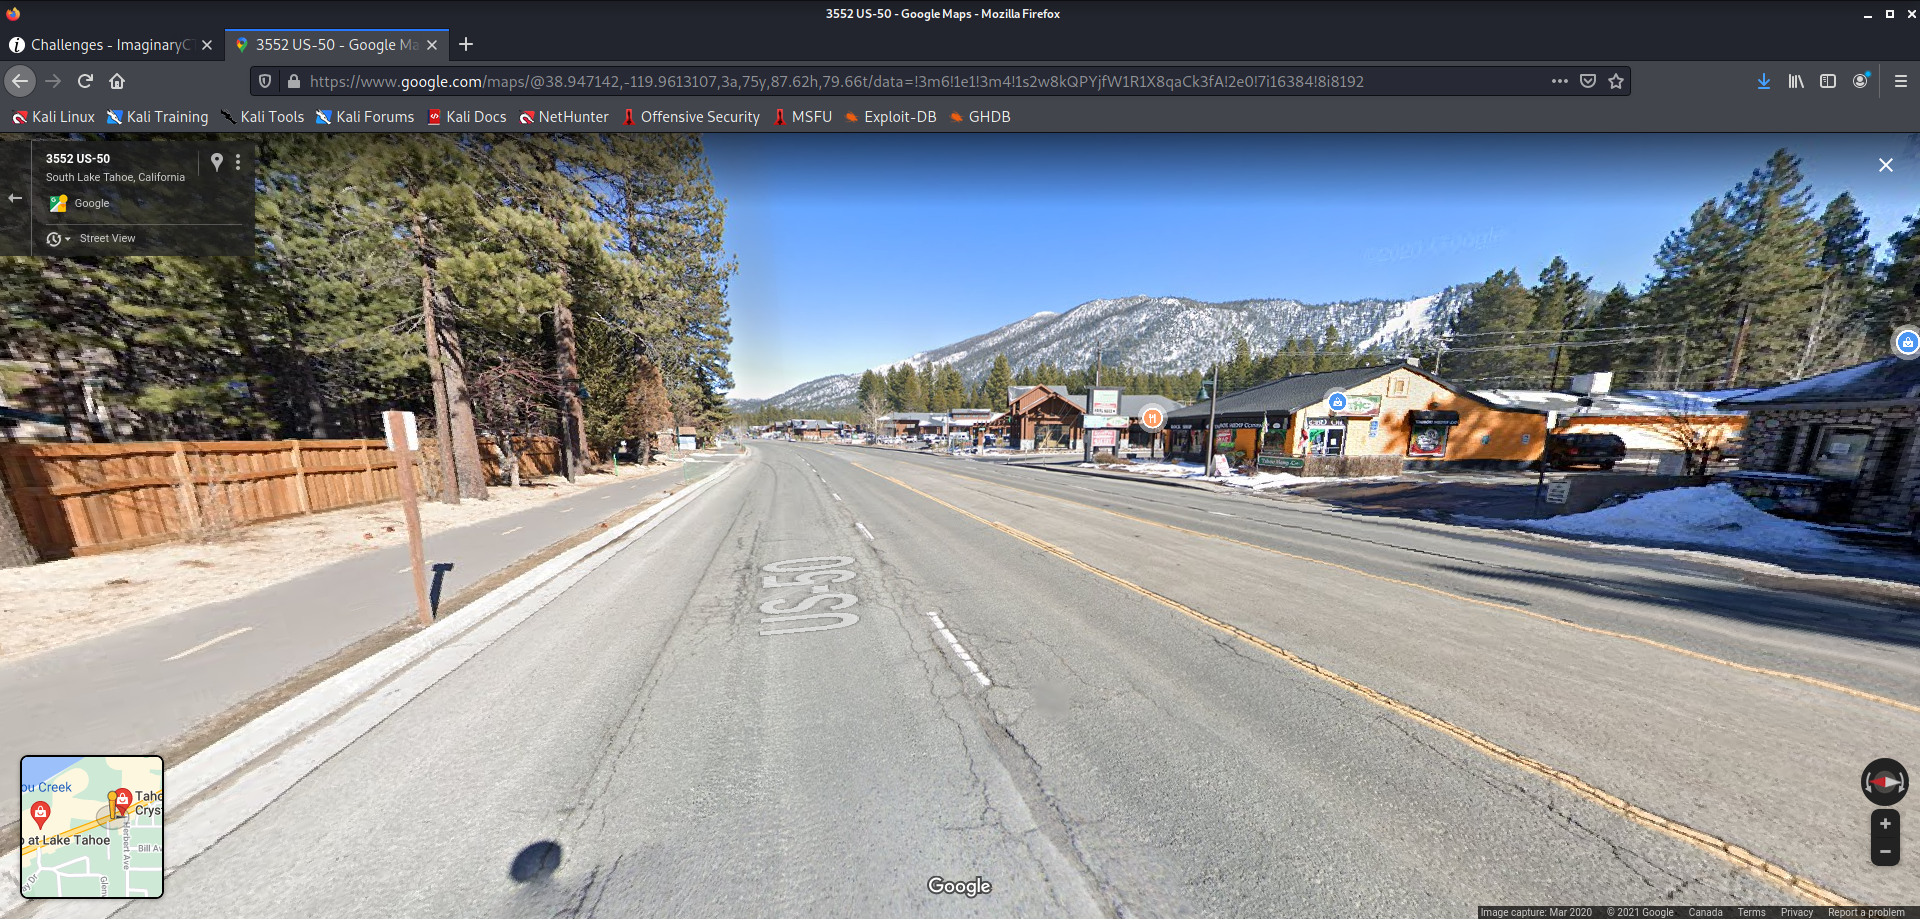 3552 US-50 - Google Maps - Mozilla Firefox
Challenges - ImaginaryC
3552 US-50 - Google Ma
https://www.google.com/maps/@38.947142,-119.9613107,3a,75y,87.62h,79.66t/data=!3m6!1e1!3m4!1s2w8kQPYjfW1R1X8qaCk3fA!2e0!7i16384!8i8192
Kali Linux Kali Training Kali Tools Kali Forums Kali Docs NetHunter Offensive Security MSFU Exploit-DB GHDB
3552 US-50
South Lake Tahoe, California
Google
Street View
©2020 Google
US-50
ou Creek
Taho
Crys
at Lake Tahoe
Herbert Ave
Bill Av
Glen
Google
Image capture: Mar 2020 © 2021 Google Canada Terms Privacy Report a problem